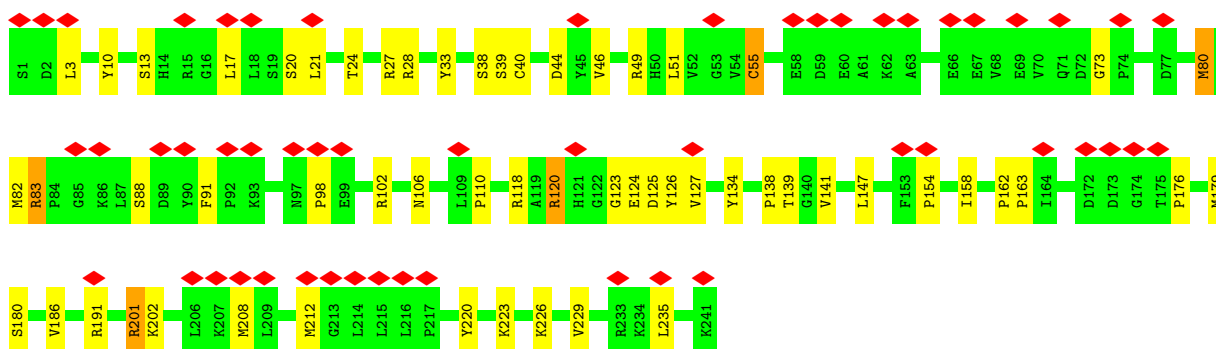 S1 D2 L3 Y10 S13 H14 R15 G16 L17 L18 S19 S20 L21 T24 R27 R28 Y33 S38 S39 C40 D44 Y45 V46 R49 H50 L51 V52 G53 V54 C55 E58 D59 E60 A61 K62 A63 E66 E67 V68 E69 V70 Q71 D72 G73 P74 D77 M80
M82 R83 P84 G85 K86 L87 S88 D89 Y90 F91 P92 K93 N97 P98 E99 R102 N106 L109 P110 R118 A119 R120 H121 G122 G123 E124 D125 Y126 V127 Y134 P138 T139 G140 V141 L147 F153 P154 I158 P162 P163 I164 D172 D173 G174 T175 P176
S180 V186 R191 R201 K202 L206 K207 M208 L209 M212 G213 L214 L215 L216 P217 Y220 K223 K226 V229 R233 K234 L235 K241